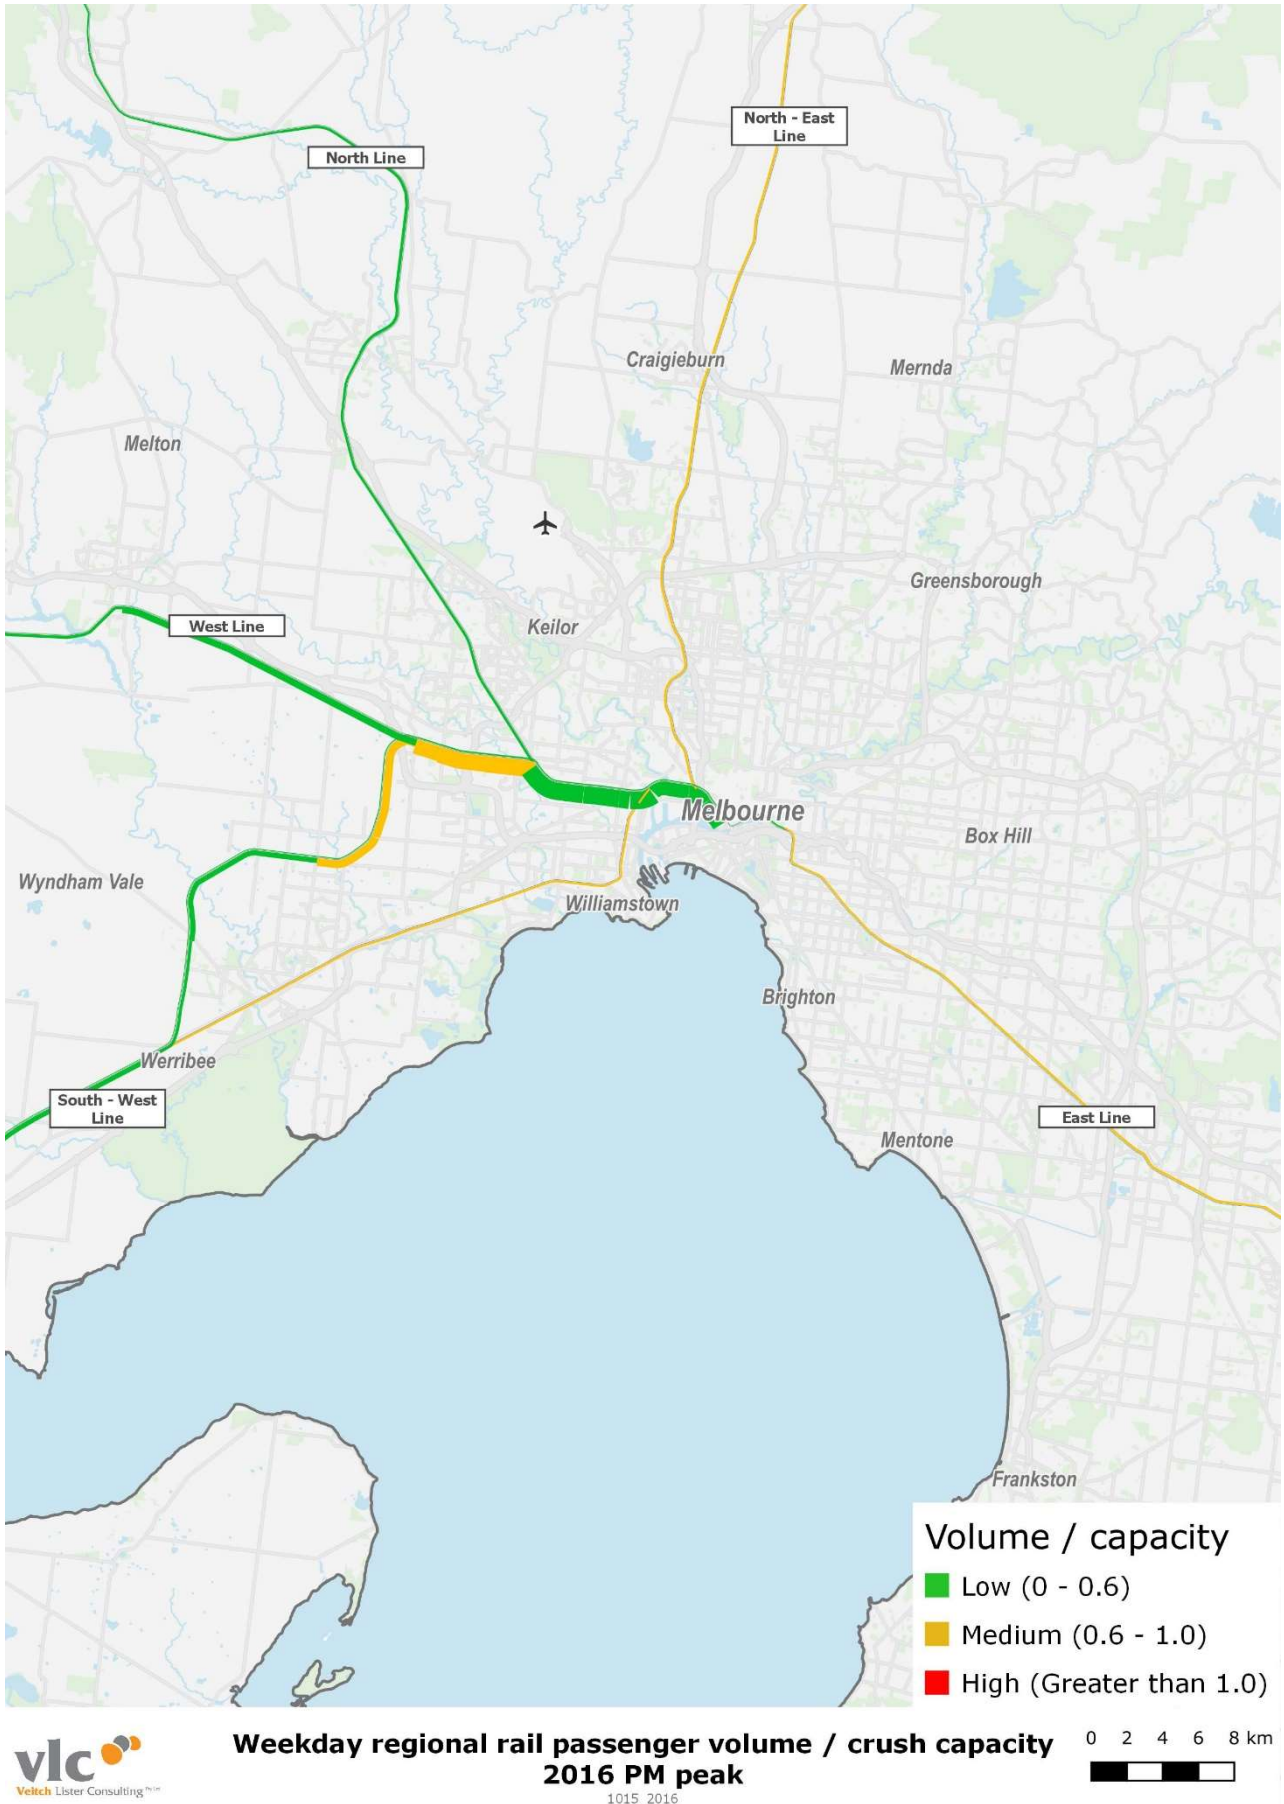 North - East
Line
North Line
Craigieburn
Mernda
Melton
Greensborough
West Line
Keilor
Melbourne
Box Hill
Wyndham Vale
Williamstown
Brighton
Werribee
South - West
Line
East Line
Mentone
Frankston
Volume / capacity
Low (0 - 0.6)
Medium (0.6 - 1.0)
High (Greater than 1.0)
vlc
Veitch Lister Consulting
Weekday regional rail passenger volume / crush capacity
2016 PM peak
1015 2016
0 2 4 6 8 km